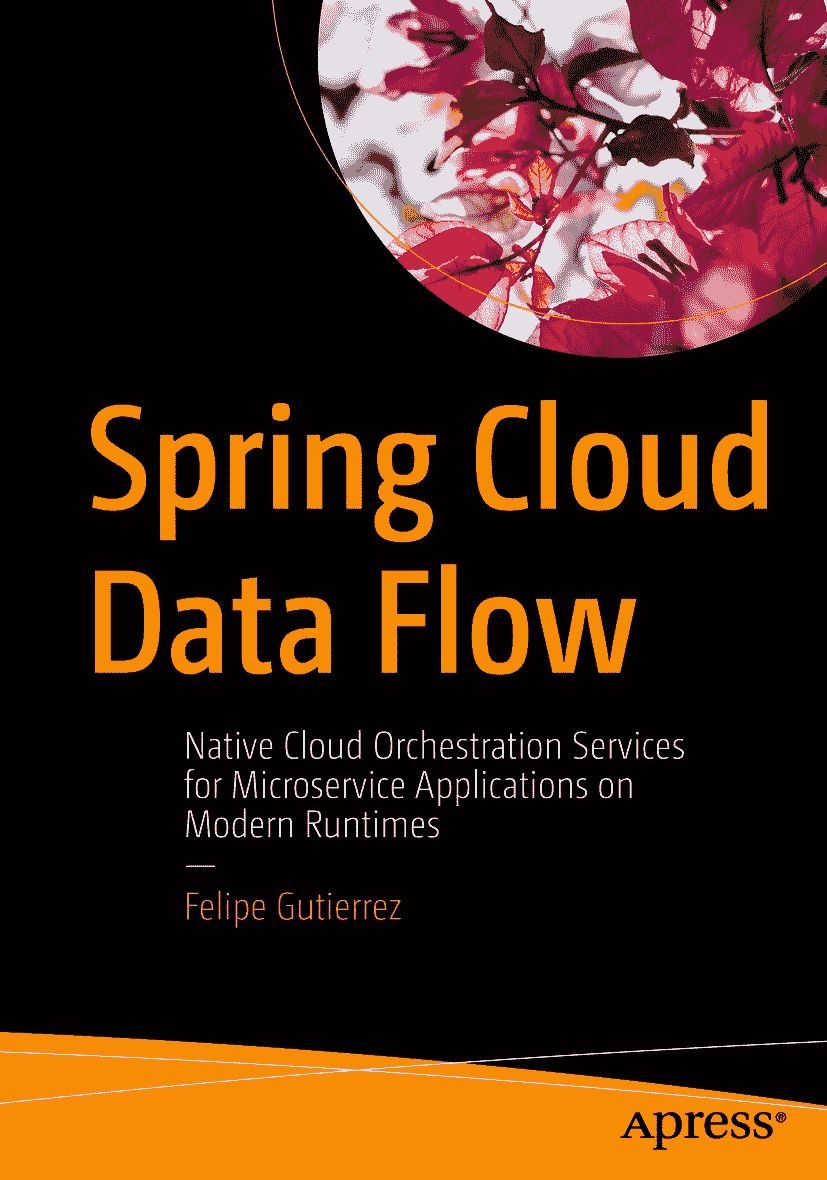 Spring Cloud
Data Flow
Native Cloud Orchestration Services
for Microservice Applications on
Modern Runtimes
Felipe Gutierrez
Apress®